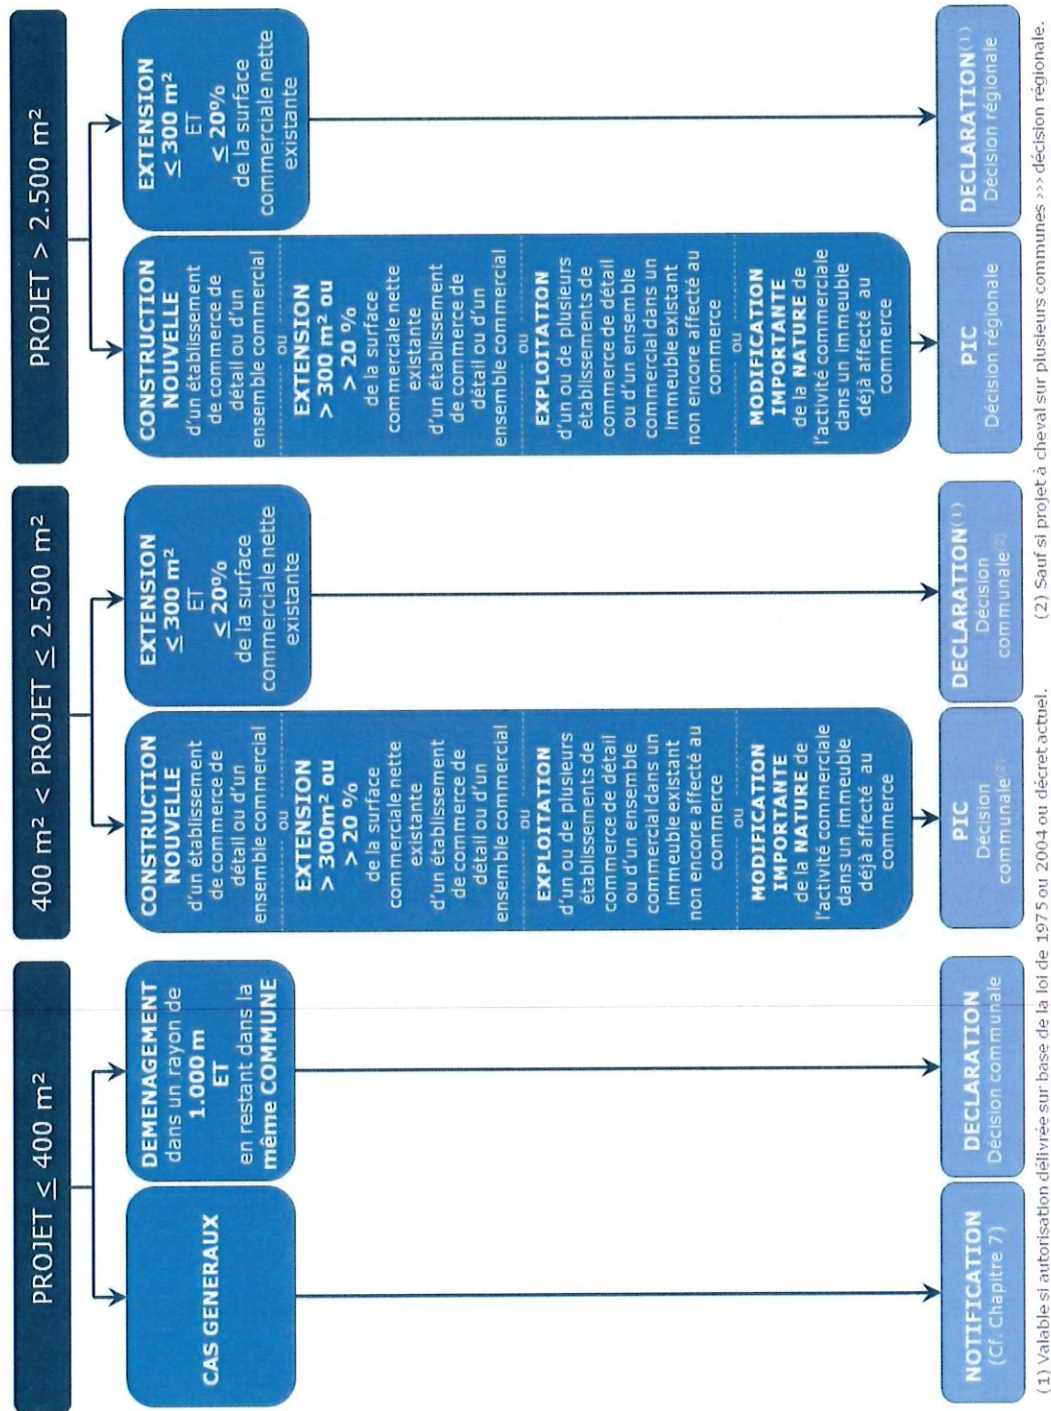 PROJET ≤ 400 m²
CAS GENERAUX
NOTIFICATION
(Cf. Chapitre 7)
DEMENAGEMENT
dans un rayon de
1.000 m
ET
en restant dans la
même COMMUNE
DECLARATION
Décision communale
400 m² < PROJET ≤ 2.500 m²
CONSTRUCTION
NOUVELLE
d'un établissement
de commerce de
détail ou d'un
ensemble commercial
ou
EXTENSION
> 300m² ou
> 20 %
de la surface
commerciale nette
existante
d'un établissement
de commerce de
détail ou d'un
ensemble commercial
ou
EXPLOITATION
d'un ou de plusieurs
établissements de
commerce de détail
ou d'un ensemble
commercial dans un
immeuble existant
non encore affecté au
commerce
ou
MODIFICATION
IMPORTANTE
de la NATURE de
l'activité commerciale
dans un immeuble
déjà affecté au
commerce
PIC
Décision
communale(2)
EXTENSION
≤ 300 m²
ET
≤ 20%
de la surface
commerciale nette
existante
DECLARATION(1)
Décision
communale(2)
PROJET > 2.500 m²
CONSTRUCTION
NOUVELLE
d'un établissement
de commerce de
détail ou d'un
ensemble commercial
ou
EXTENSION
> 300 m² ou
> 20 %
de la surface
commerciale nette
existante
d'un établissement
de commerce de
détail ou d'un
ensemble commercial
ou
EXPLOITATION
d'un ou de plusieurs
établissements de
commerce de détail
ou d'un ensemble
commercial dans un
immeuble existant
non encore affecté au
commerce
ou
MODIFICATION
IMPORTANTE
de la NATURE de
l'activité commerciale
dans un immeuble
déjà affecté au
commerce
PIC
Décision régionale
EXTENSION
≤ 300 m²
ET
≤ 20%
de la surface
commerciale nette
existante
DECLARATION(1)
Décision régionale
(1) Valable si autorisation délivrée sur base de la loi de 1975 ou 2004 ou décret actuel.
(2) Sauf si projet à cheval sur plusieurs communes >>> décision régionale.